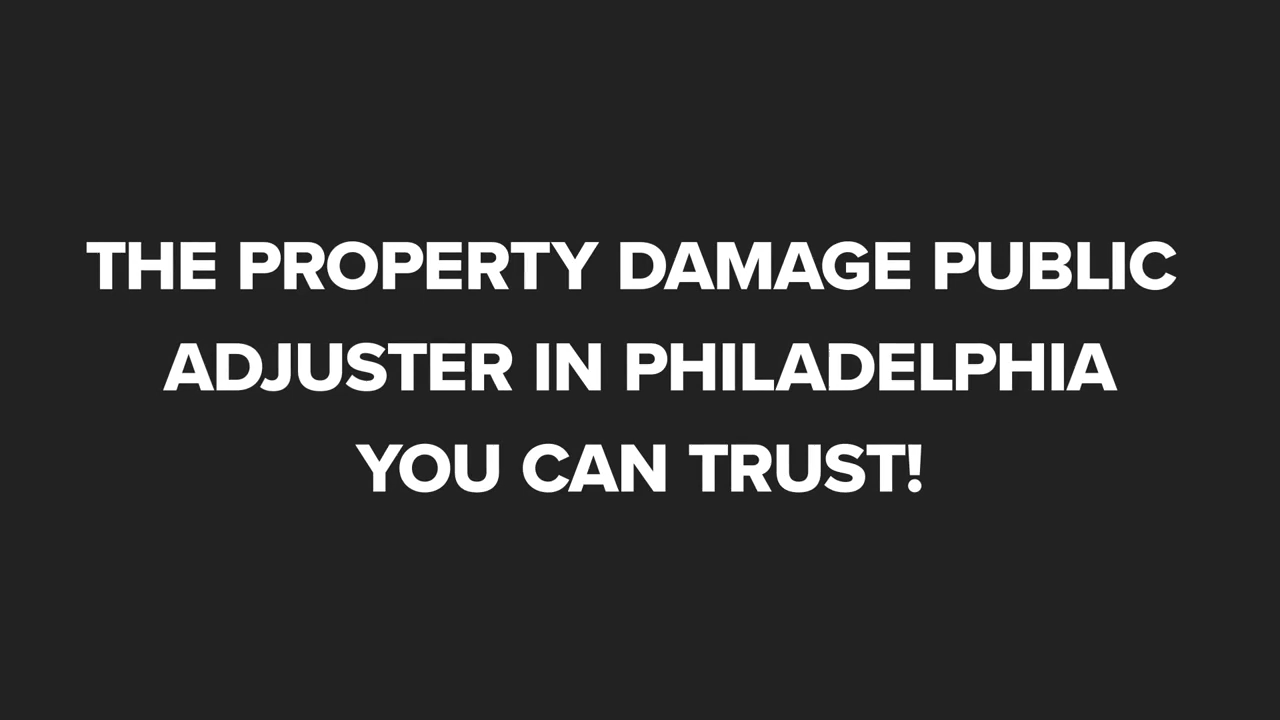 THE PROPERTY DAMAGE PUBLIC
ADJUSTER IN PHILADELPHIA
YOU CAN TRUST!